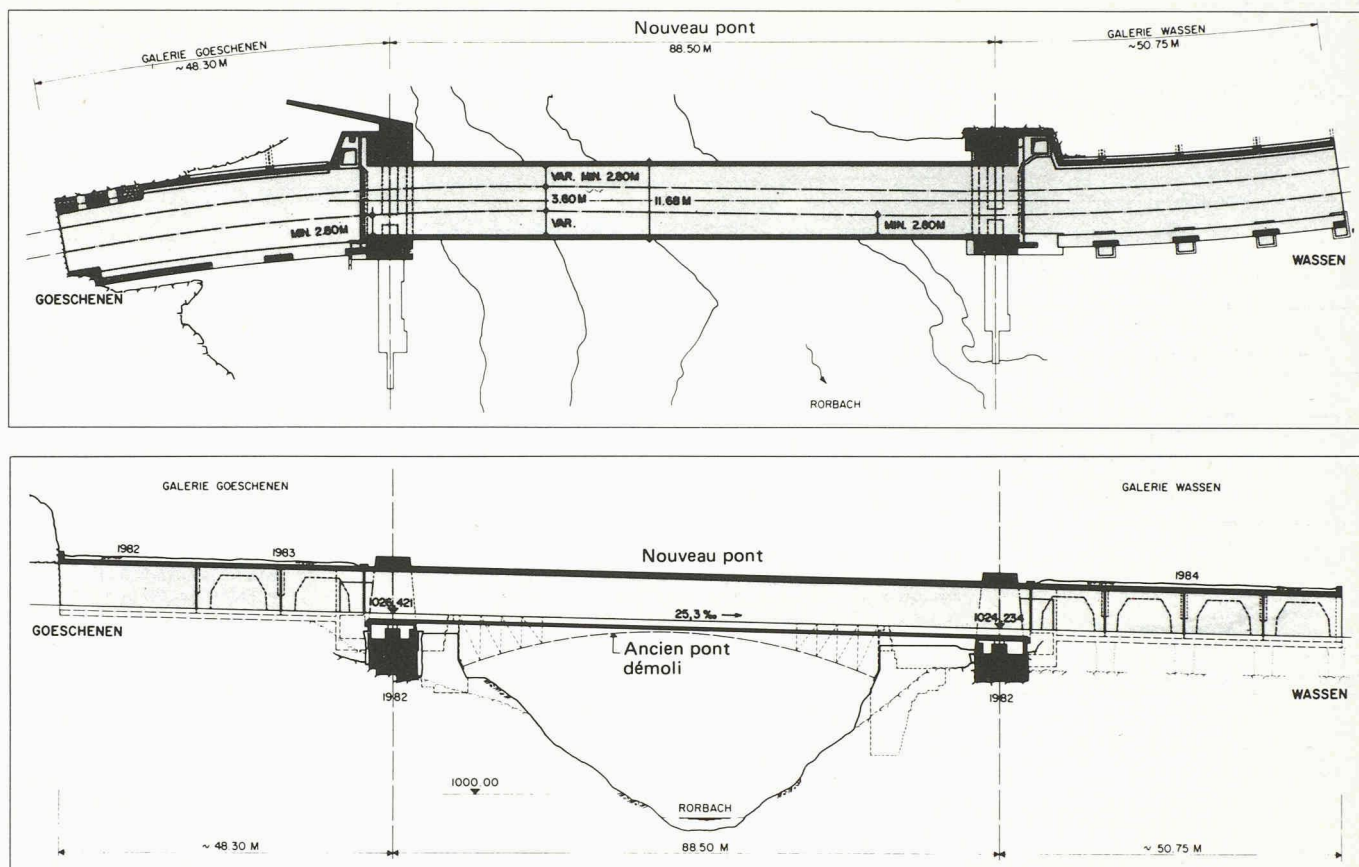 Nouveau pont
GALERIE GOESCHENEN
~ 48.30 M
88.50 M
GALERIE WASSEN
~50.75 M
VAR. MIN. 2.80M
3.60 M
11.68 M
MIN. 2.80M
VAR.
MIN. 2.80M
GOESCHENEN
WASSEN
RORBACH
GALERIE GOESCHENEN
GALERIE WASSEN
1982
1983
Nouveau pont
1984
1026,421
25,3 ‰
1024,234
GOESCHENEN
Ancien pont
démoli
1982
1982
WASSEN
1000.00
RORBACH
~ 48.30 M
88.50 M
~ 50.75 M